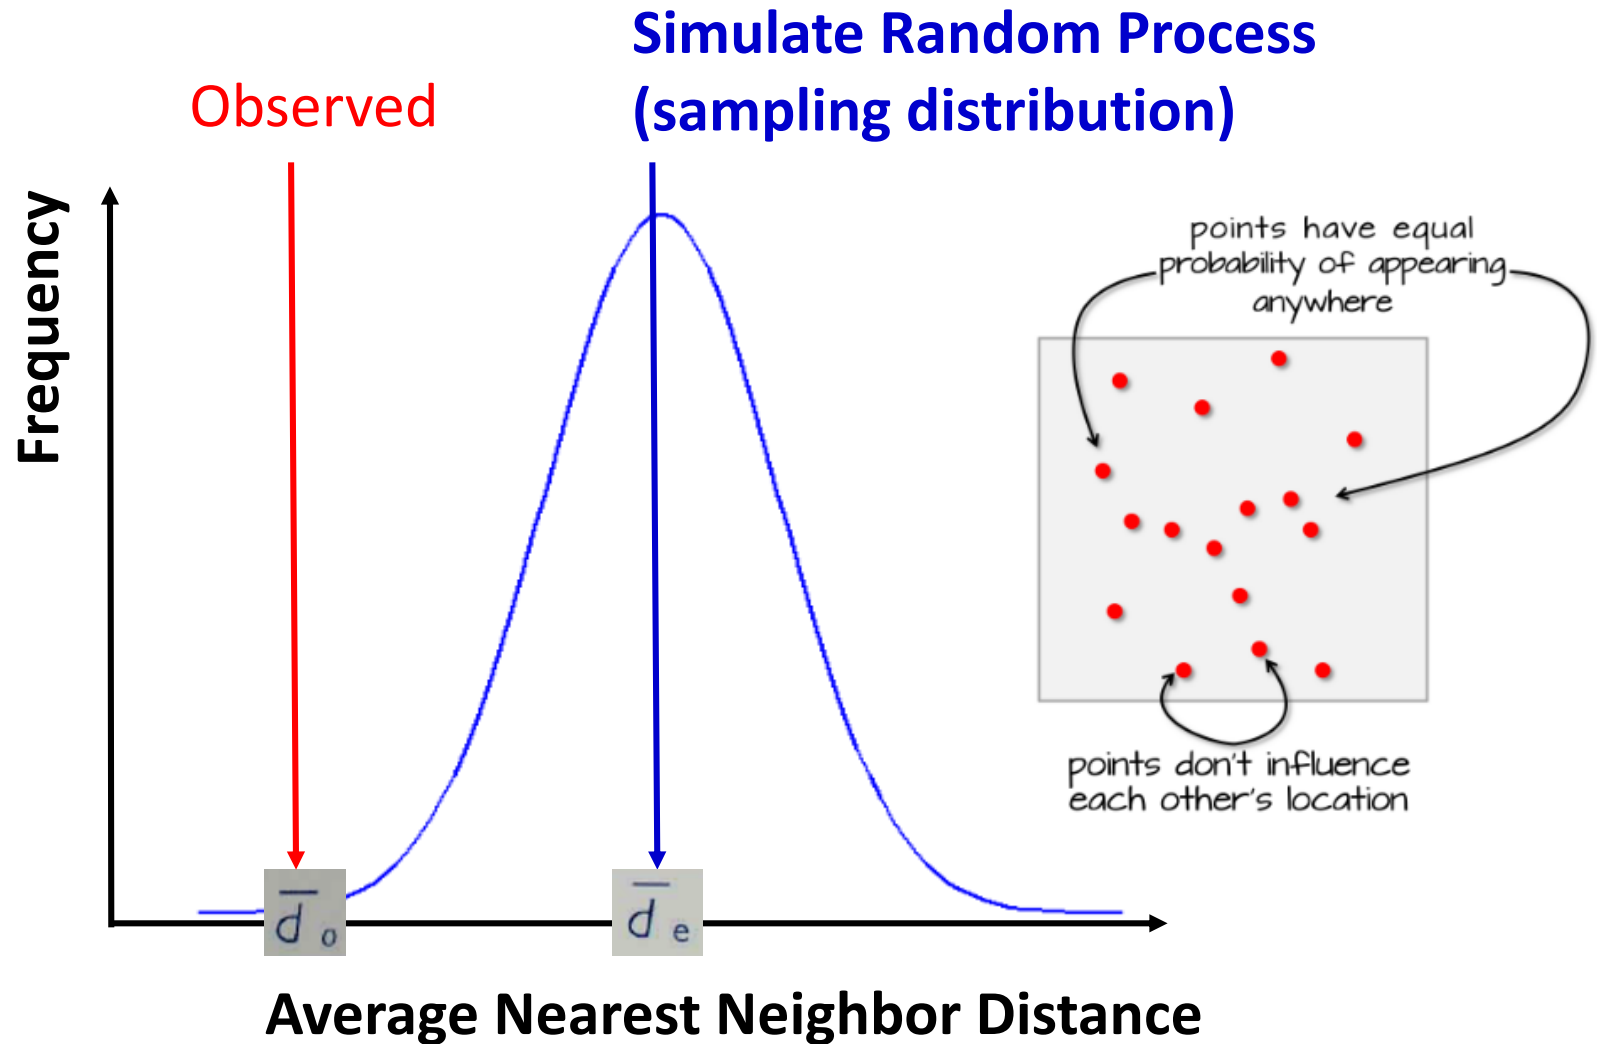 Simulate Random Process
(sampling distribution)
Observed
Frequency
points have equal
probability of appearing
anywhere
points don't influence
each other's location
d̅ o
d̅ e
Average Nearest Neighbor Distance